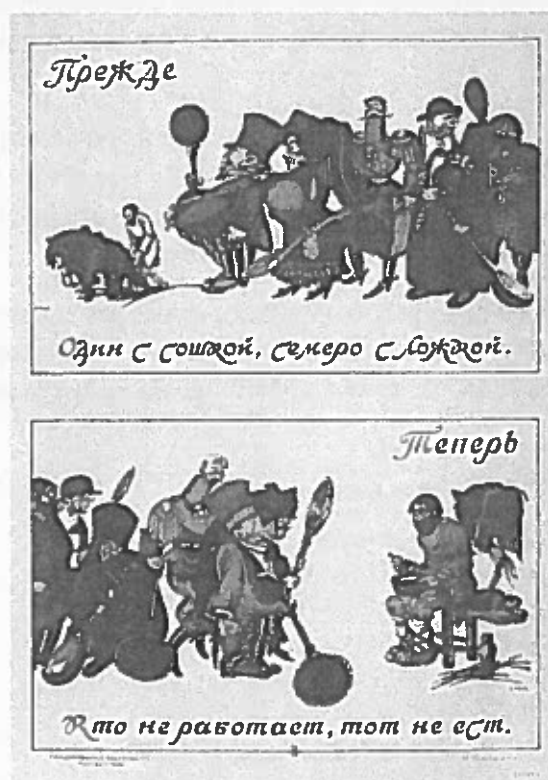 Прежде
Один с сошкой, семеро с ложкой.
Теперь
Кто не работает, тот не ест.